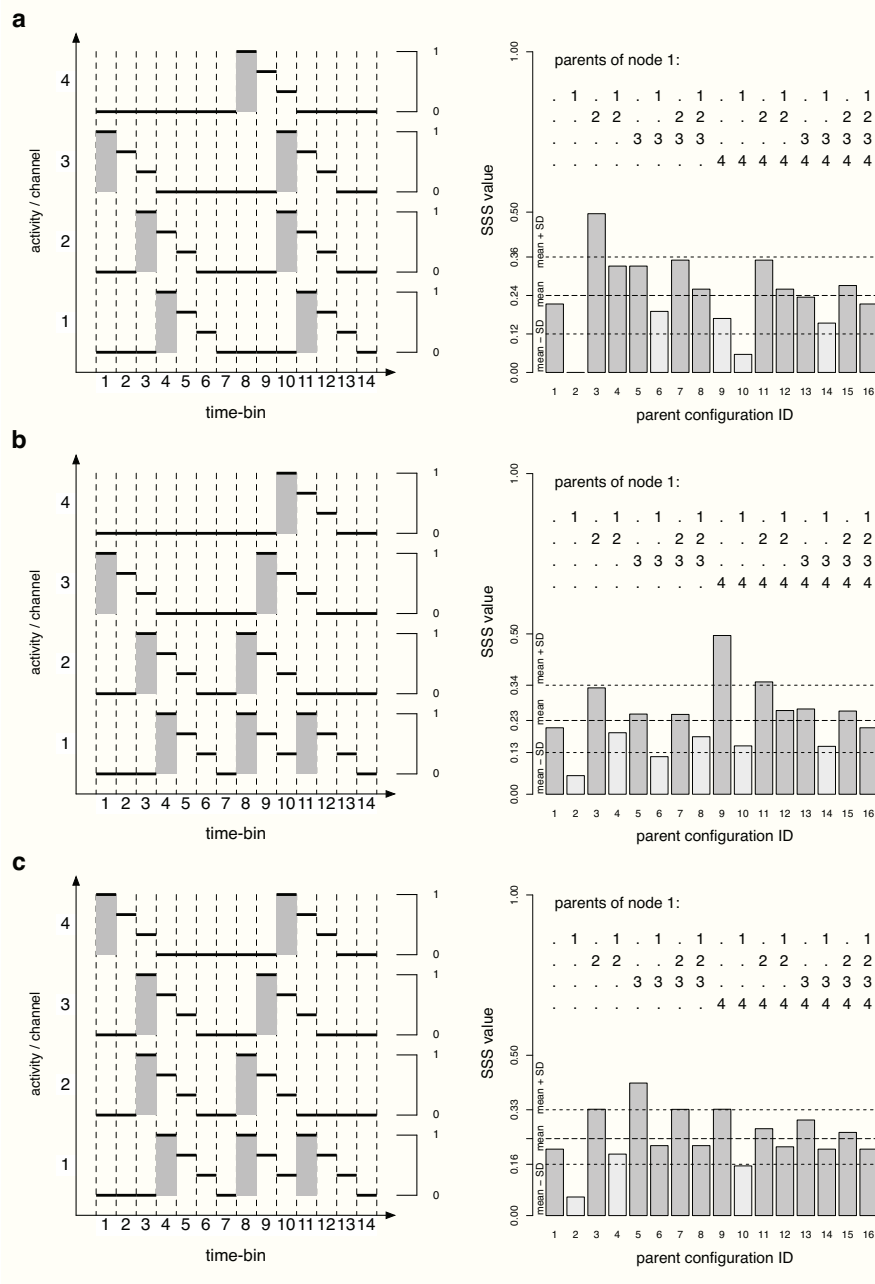 a
activity / channel
4
3
2
1
1
0
1
0
1
0
1
0
1 2 3 4 5 6 7 8 9 10 11 12 13 14
time-bin
SSS value
1.00
0.50
0.36
0.24
0.12
0.00
mean + SD
mean
mean − SD
parents of node 1:
. 1 . 1 . 1 . 1 . 1 . 1 . 1 . 1
. . 2 2 . . 2 2 . . 2 2 . . 2 2
. . . . 3 3 3 3 . . . . 3 3 3 3
. . . . . . . . 4 4 4 4 4 4 4 4
1 2 3 4 5 6 7 8 9 10 11 12 13 14 15 16
parent configuration ID
b
activity / channel
4
3
2
1
1
0
1
0
1
0
1
0
1 2 3 4 5 6 7 8 9 10 11 12 13 14
time-bin
SSS value
1.00
0.50
0.34
0.23
0.13
0.00
mean + SD
mean
mean − SD
parents of node 1:
. 1 . 1 . 1 . 1 . 1 . 1 . 1 . 1
. . 2 2 . . 2 2 . . 2 2 . . 2 2
. . . . 3 3 3 3 . . . . 3 3 3 3
. . . . . . . . 4 4 4 4 4 4 4 4
1 2 3 4 5 6 7 8 9 10 11 12 13 14 15 16
parent configuration ID
c
activity / channel
4
3
2
1
1
0
1
0
1
0
1
0
1 2 3 4 5 6 7 8 9 10 11 12 13 14
time-bin
SSS value
1.00
0.50
0.33
0.16
0.00
mean + SD
mean
mean − SD
parents of node 1:
. 1 . 1 . 1 . 1 . 1 . 1 . 1 . 1
. . 2 2 . . 2 2 . . 2 2 . . 2 2
. . . . 3 3 3 3 . . . . 3 3 3 3
. . . . . . . . 4 4 4 4 4 4 4 4
1 2 3 4 5 6 7 8 9 10 11 12 13 14 15 16
parent configuration ID